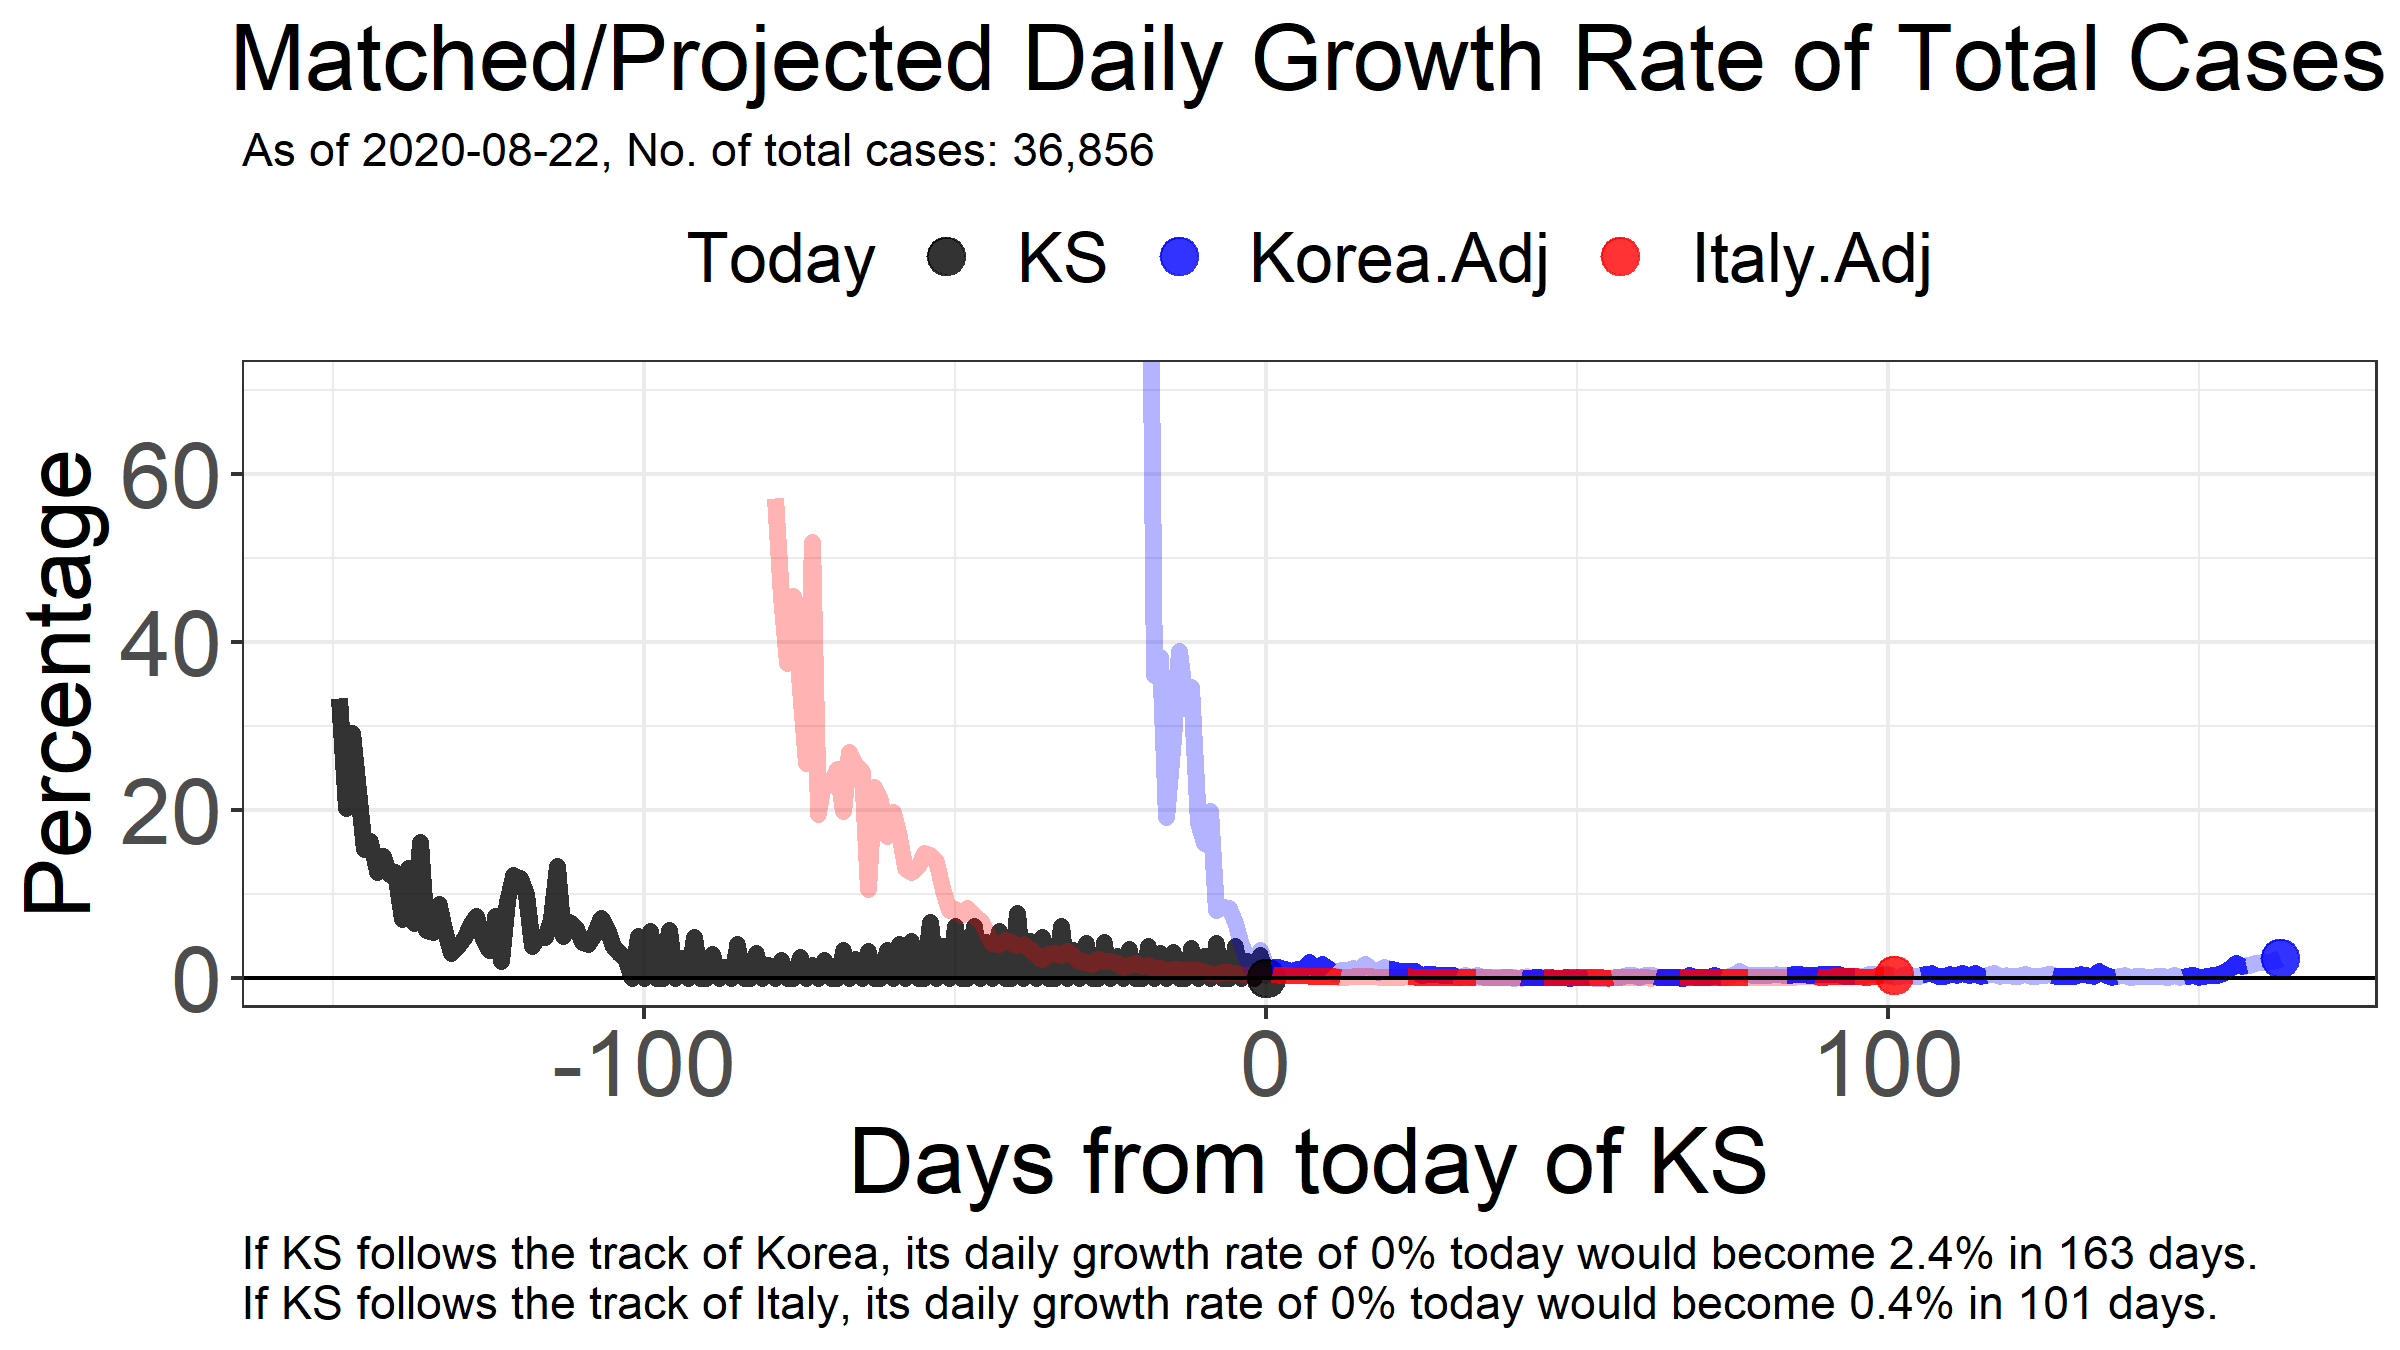 Matched/Projected Daily Growth Rate of Total Cases
As of 2020-08-22, No. of total cases: 36,856
Today KS Korea.Adj Italy.Adj
Percentage
60
40
20
0
-100 0 100
Days from today of KS
If KS follows the track of Korea, its daily growth rate of 0% today would become 2.4% in 163 days.
If KS follows the track of Italy, its daily growth rate of 0% today would become 0.4% in 101 days.